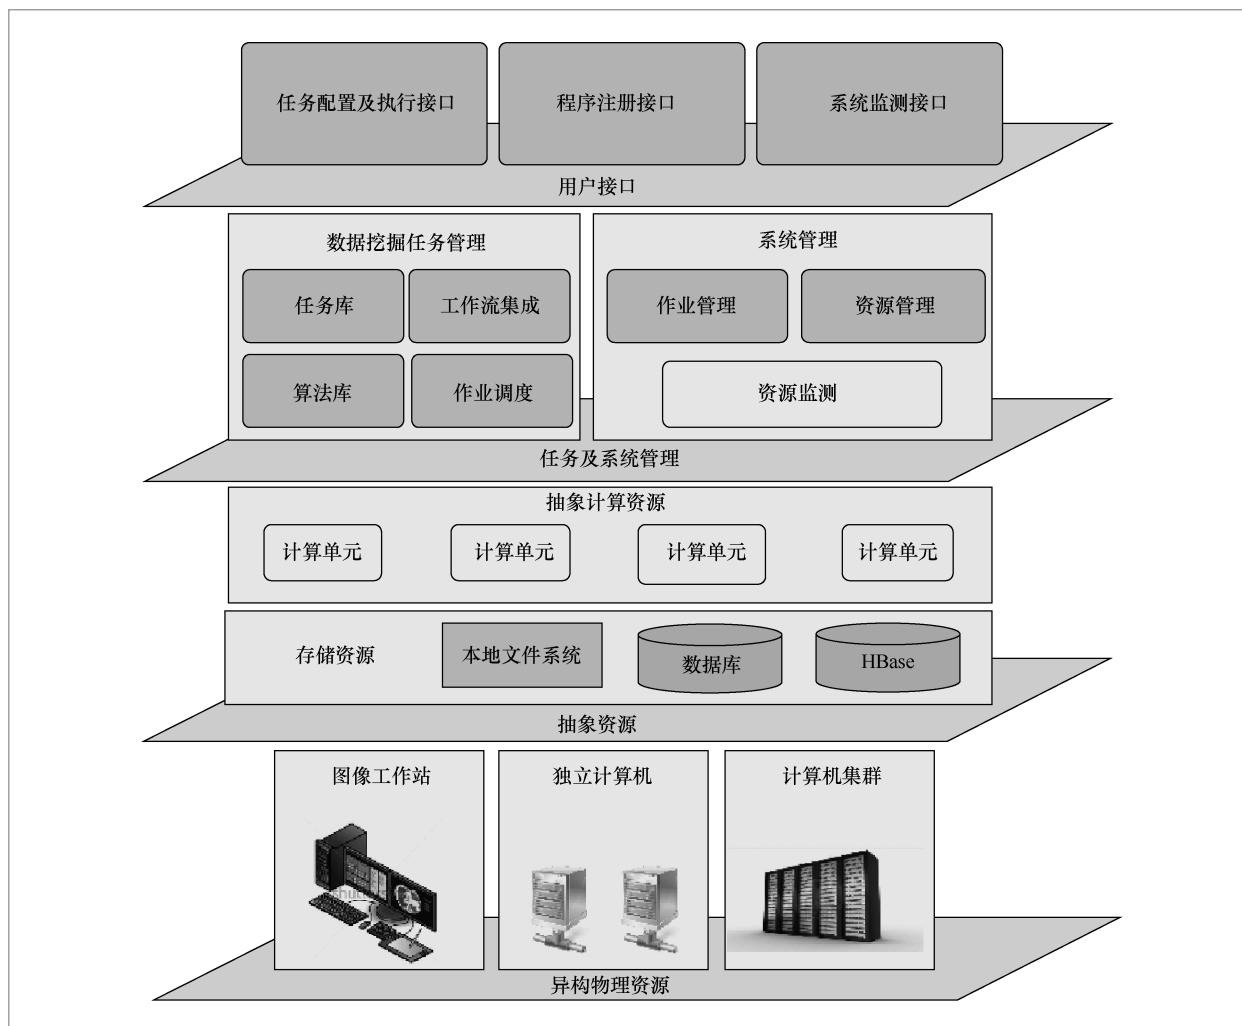 任务配置及执行接口
程序注册接口
系统监测接口
用户接口
数据挖掘任务管理
系统管理
任务库
工作流集成
作业管理
资源管理
算法库
作业调度
资源监测
任务及系统管理
抽象计算资源
计算单元
计算单元
计算单元
计算单元
存储资源
本地文件系统
数据库
HBase
抽象资源
图像工作站
独立计算机
计算机集群
异构物理资源